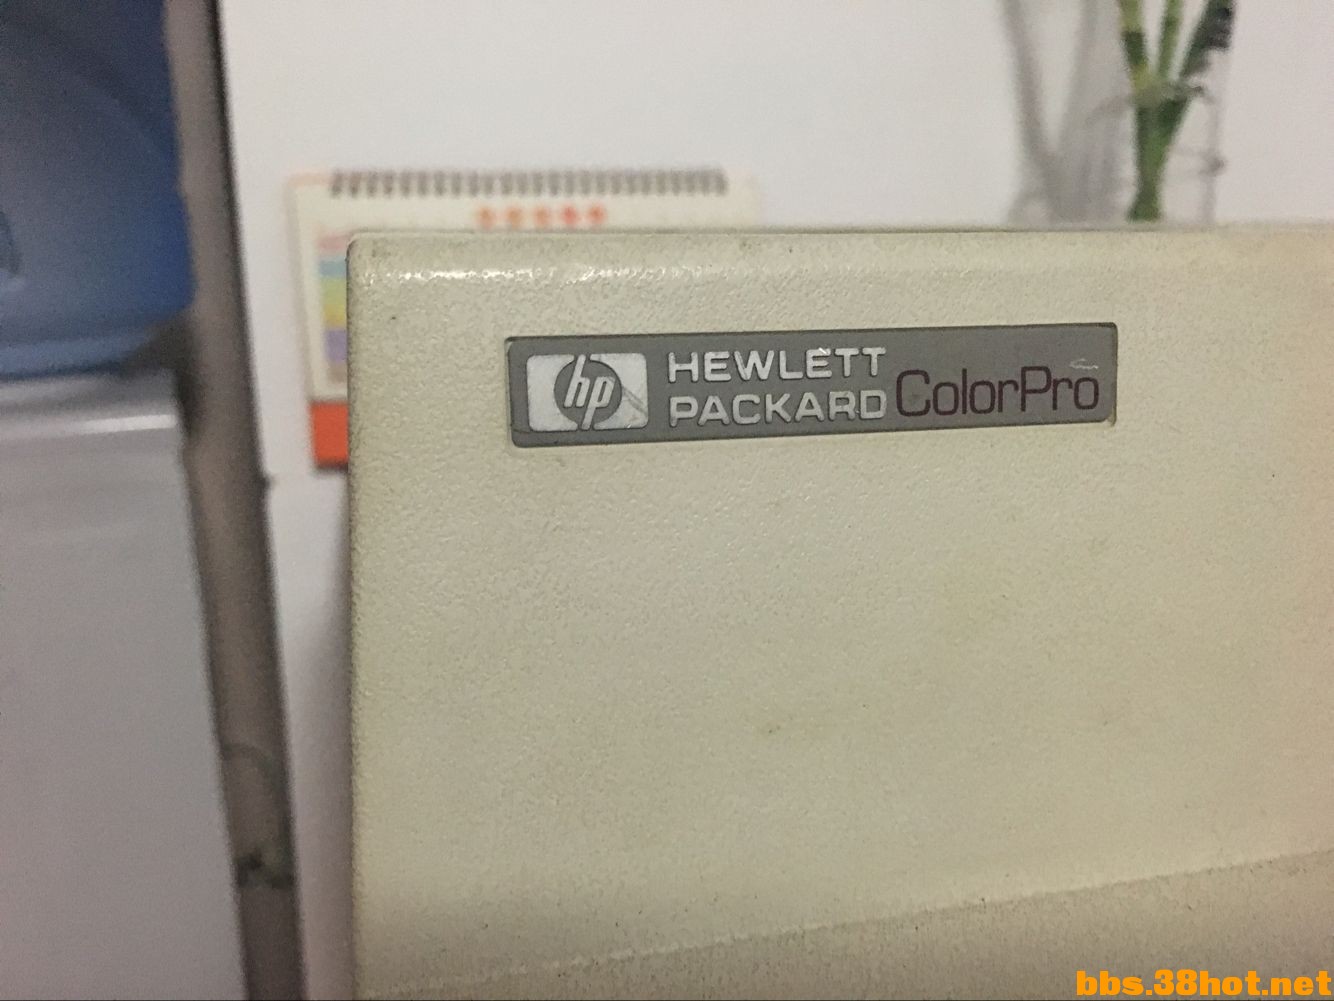 hp HEWLETT
PACKARD ColorPro
bbs.38hot.net